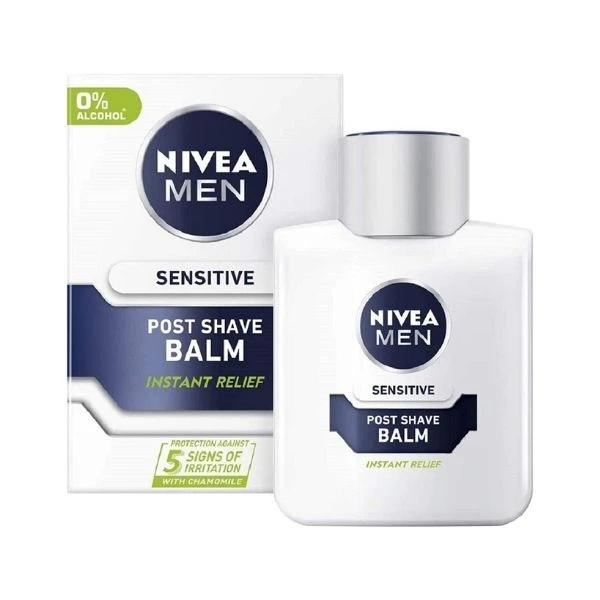 0%
ALCOHOL*
NIVEA
MEN
SENSITIVE
POST SHAVE
BALM
INSTANT RELIEF
PROTECTION AGAINST
5 SIGNS OF
IRRITATION
WITH CHAMOMILE
NIVEA
MEN
SENSITIVE
POST SHAVE
BALM
INSTANT RELIEF